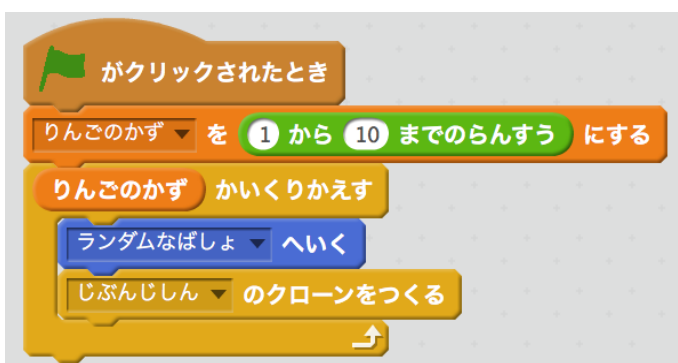 がクリックされたとき
りんごのかず を 1 から 10 までのらんすう にする
りんごのかず かいくりかえす
ランダムなばしょ へいく
じぶんじしん のクローンをつくる